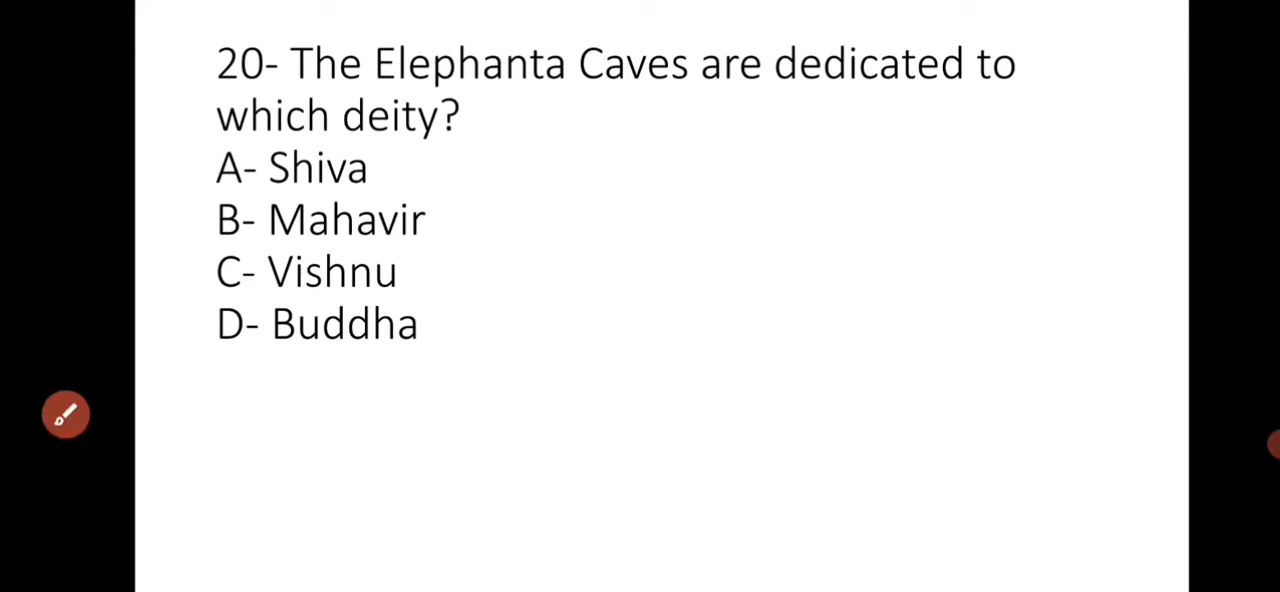 20- The Elephanta Caves are dedicated to
which deity?
A- Shiva
B- Mahavir
C- Vishnu
D- Buddha